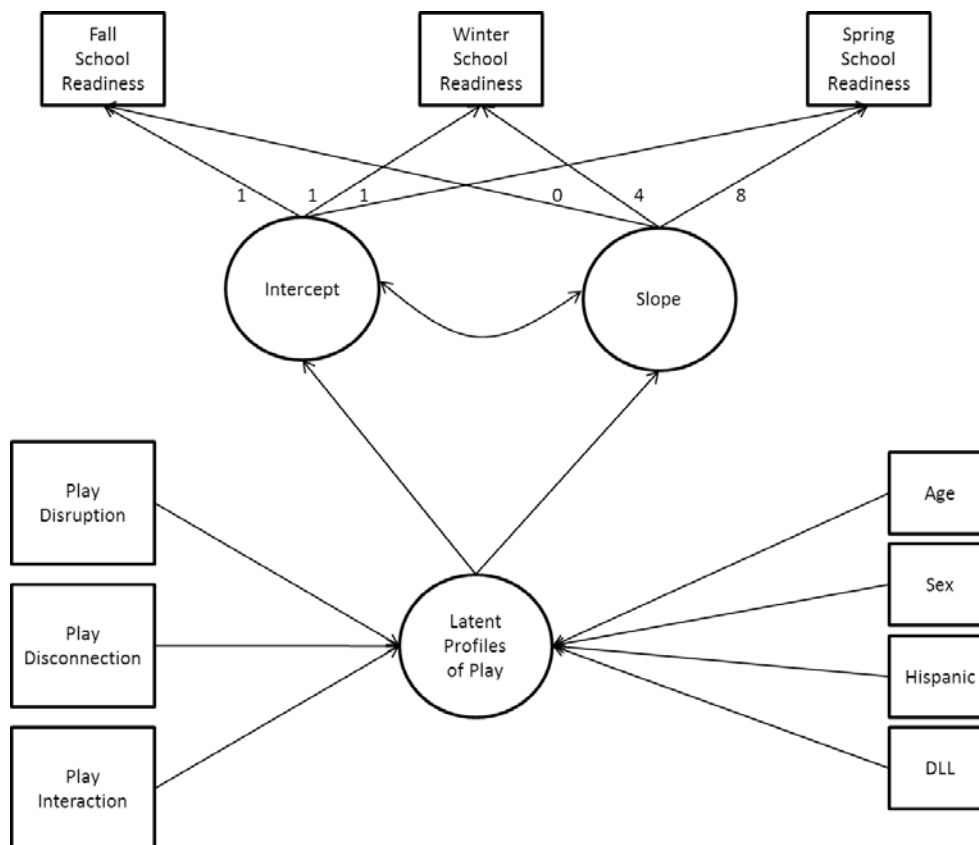 Fall
School
Readiness
Winter
School
Readiness
Spring
School
Readiness
1
1
1
0
4
8
Intercept
Slope
Play
Disruption
Age
Sex
Play
Disconnection
Latent
Profiles
of Play
Hispanic
Play
Interaction
DLL